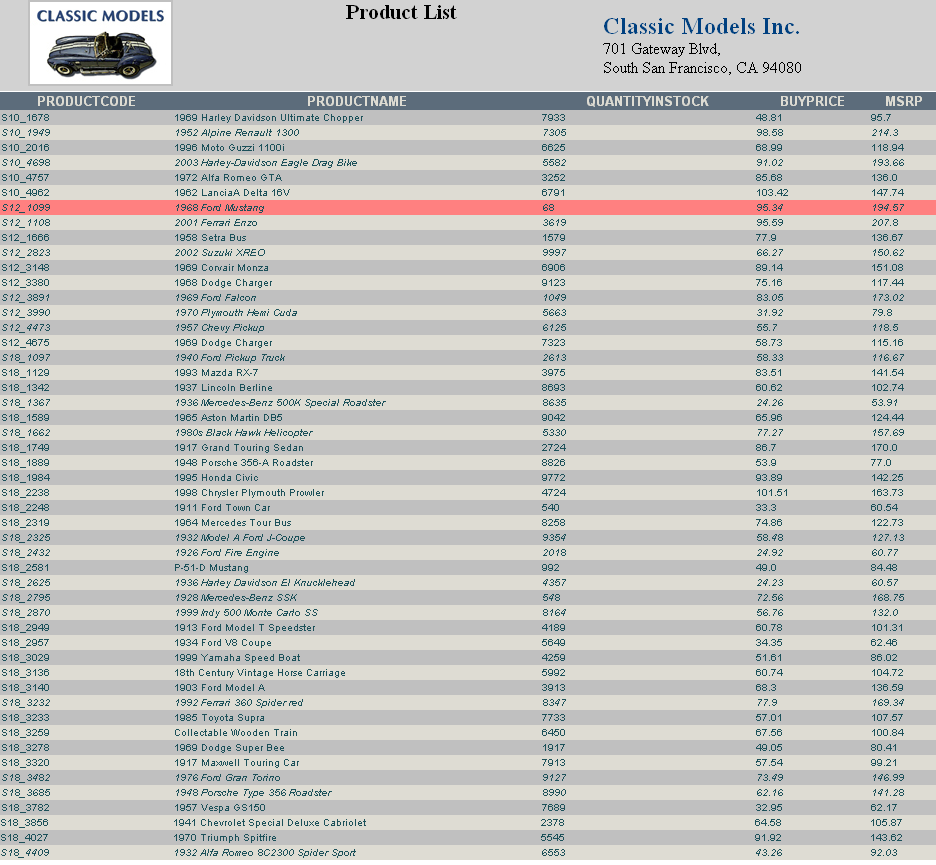 CLASSIC MODELS
Product List
Classic Models Inc.
701 Gateway Blvd,
South San Francisco, CA 94080
PRODUCTCODE PRODUCTNAME QUANTITYINSTOCK BUYPRICE MSRP
S10_1678 1969 Harley Davidson Ultimate Chopper 7933 48.81 95.7
S10_1949 1952 Alpine Renault 1300 7305 98.58 214.3
S10_2016 1996 Moto Guzzi 1100i 6625 68.99 118.94
S10_4698 2003 Harley-Davidson Eagle Drag Bike 5582 91.02 193.66
S10_4757 1972 Alfa Romeo GTA 3252 85.68 136.0
S10_4962 1962 LanciaA Delta 16V 6791 103.42 147.74
S12_1099 1968 Ford Mustang 68 95.34 194.57
S12_1108 2001 Ferrari Enzo 3619 95.59 207.8
S12_1666 1958 Setra Bus 1579 77.9 136.67
S12_2823 2002 Suzuki XREO 9997 66.27 150.62
S12_3148 1969 Corvair Monza 6906 89.14 151.08
S12_3380 1968 Dodge Charger 9123 75.16 117.44
S12_3891 1969 Ford Falcon 1049 83.05 173.02
S12_3990 1970 Plymouth Hemi Cuda 5663 31.92 79.8
S12_4473 1957 Chevy Pickup 6125 55.7 118.5
S12_4675 1969 Dodge Charger 7323 58.73 115.16
S18_1097 1940 Ford Pickup Truck 2613 58.33 116.67
S18_1129 1993 Mazda RX-7 3975 83.51 141.54
S18_1342 1937 Lincoln Berline 8693 60.62 102.74
S18_1367 1936 Mercedes-Benz 500K Special Roadster 8635 24.26 53.91
S18_1589 1965 Aston Martin DB5 9042 65.96 124.44
S18_1662 1980s Black Hawk Helicopter 5330 77.27 157.69
S18_1749 1917 Grand Touring Sedan 2724 86.7 170.0
S18_1889 1948 Porsche 356-A Roadster 8826 53.9 77.0
S18_1984 1995 Honda Civic 9772 93.89 142.25
S18_2238 1998 Chrysler Plymouth Prowler 4724 101.51 163.73
S18_2248 1911 Ford Town Car 540 33.3 60.54
S18_2319 1964 Mercedes Tour Bus 8258 74.86 122.73
S18_2325 1932 Model A Ford J-Coupe 9354 58.48 127.13
S18_2432 1926 Ford Fire Engine 2018 24.92 60.77
S18_2581 P-51-D Mustang 992 49.0 84.48
S18_2625 1936 Harley Davidson El Knucklehead 4357 24.23 60.57
S18_2795 1928 Mercedes-Benz SSK 548 72.56 168.75
S18_2870 1999 Indy 500 Monte Carlo SS 8164 56.76 132.0
S18_2949 1913 Ford Model T Speedster 4189 60.78 101.31
S18_2957 1934 Ford V8 Coupe 5649 34.35 62.46
S18_3029 1999 Yamaha Speed Boat 4259 51.61 86.02
S18_3136 18th Century Vintage Horse Carriage 5992 60.74 104.72
S18_3140 1903 Ford Model A 3913 68.3 136.59
S18_3232 1992 Ferrari 360 Spider red 8347 77.9 169.34
S18_3233 1985 Toyota Supra 7733 57.01 107.57
S18_3259 Collectable Wooden Train 6450 67.56 100.84
S18_3278 1969 Dodge Super Bee 1917 49.05 80.41
S18_3320 1917 Maxwell Touring Car 7913 57.54 99.21
S18_3482 1976 Ford Gran Torino 9127 73.49 146.99
S18_3685 1948 Porsche Type 356 Roadster 8990 62.16 141.28
S18_3782 1957 Vespa GS150 7689 32.95 62.17
S18_3856 1941 Chevrolet Special Deluxe Cabriolet 2378 64.58 105.87
S18_4027 1970 Triumph Spitfire 5545 91.92 143.62
S18_4409 1932 Alfa Romeo 8C2300 Spider Sport 6553 43.26 92.03